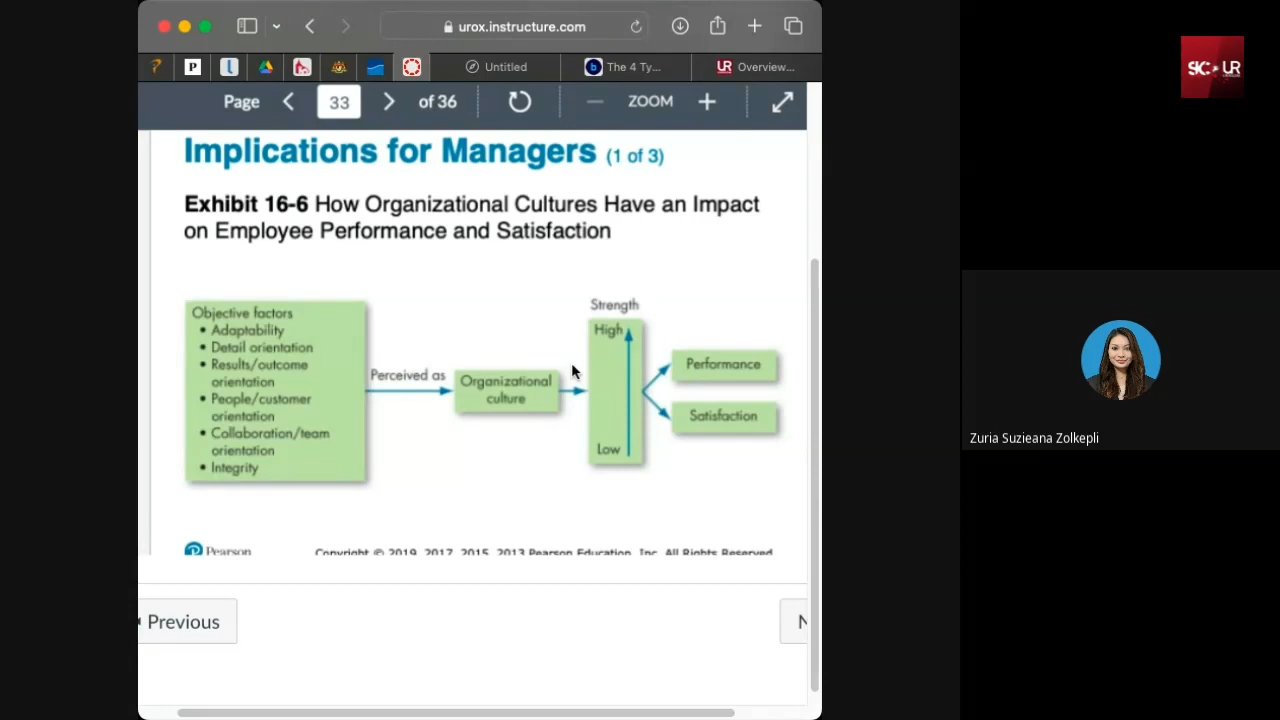 urox.instructure.com
?
P
Untitled
b
The 4 Ty...
UR
Overview...
Page
33
of 36
ZOOM
Implications for Managers (1 of 3)
Exhibit 16-6 How Organizational Cultures Have an Impact
on Employee Performance and Satisfaction
Objective factors
• Adaptability
• Detail orientation
• Results/outcome
orientation
• People/customer
orientation
• Collaboration/team
orientation
• Integrity
Perceived as
Organizational
culture
Strength
High
Low
Performance
Satisfaction
Pearson
Copyright © 2019, 2017, 2015, 2013 Pearson Education, Inc. All Rights Reserved
Previous
N
UR
Zuria Suzieana Zolkepli